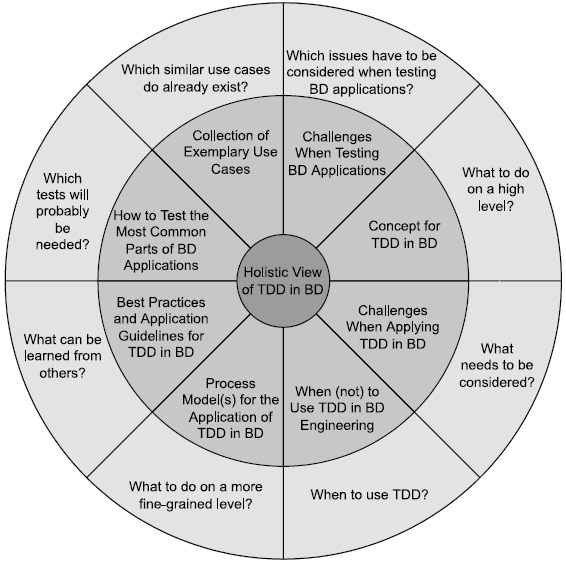 Which similar use cases
do already exist?
Which issues have to be
considered when testing
BD applications?
Collection of
Exemplary Use
Cases
Challenges
When Testing
BD Applications
Which
tests will
probably
be
needed?
What to do
on a high
level?
How to Test the
Most Common
Parts of BD
Applications
Concept for
TDD in BD
Holistic View
of TDD in BD
Best Practices
and Application
Guidelines for
TDD in BD
Challenges
When Applying
TDD in BD
What can be
learned from
others?
What
needs to be
considered?
Process
Model(s) for the
Application of
TDD in BD
When (not) to
Use TDD in BD
Engineering
What to do on a more
fine-grained level?
When to use TDD?